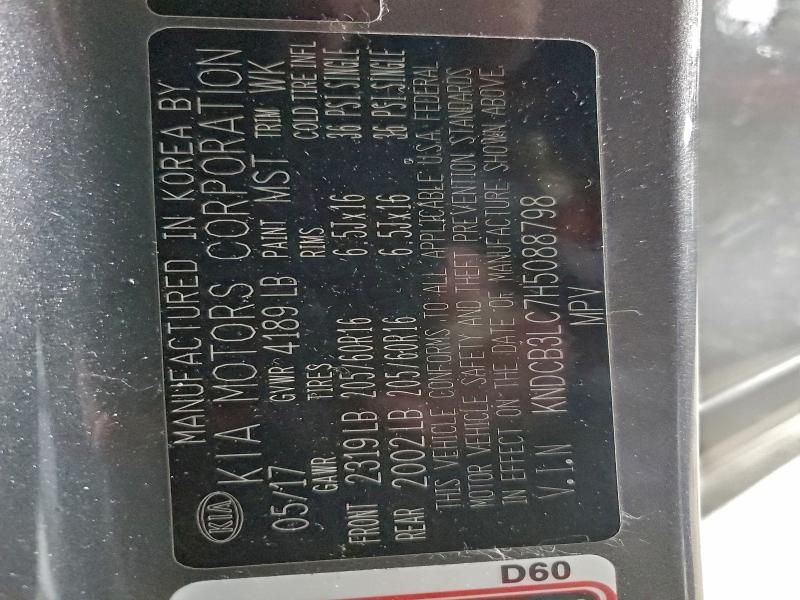 MANUFACTURED IN KOREA BY
KIA KIA MOTORS CORPORATION
05/17 GVWR 4189 LB PAINT MST TRIM WK
GAWR TIRES RIMS COLD TIRE INFL
FRONT 2319 LB 205/60R16 6.5Jx16 36 PSI.SINGLE
REAR 2002 LB 205/60R16 6.5Jx16 36 PSI.SINGLE
THIS VEHICLE CONFORMS TO ALL APPLICABLE U.S.A. FEDERAL
MOTOR VEHICLE SAFETY AND THEFT PREVENTION STANDARDS
IN EFFECT ON THE DATE OF MANUFACTURE SHOWN ABOVE.
V.I.N KNDCB3LC7H5088798
MPV
D60